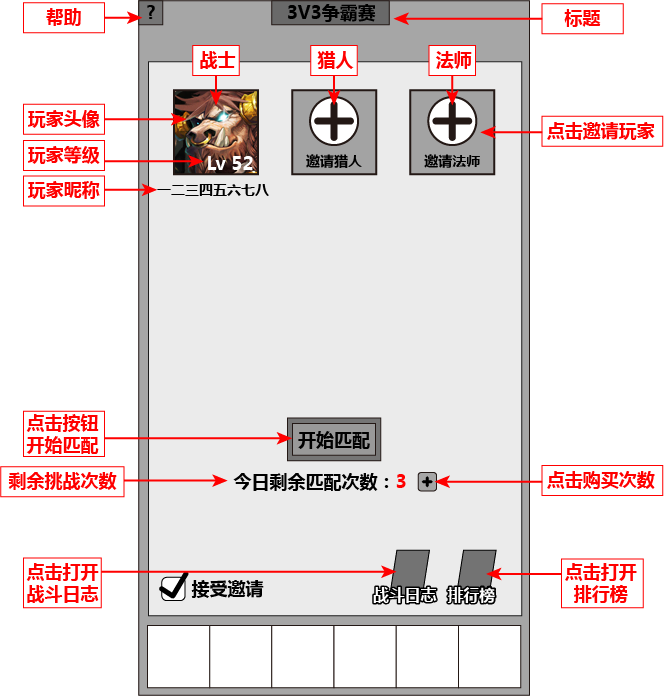 帮助
?
3V3争霸赛
标题
战士
猎人
法师
玩家头像
玩家等级
玩家昵称
Lv 52
一二三四五六七八
邀请猎人
邀请法师
点击邀请玩家
点击按钮
开始匹配
开始匹配
剩余挑战次数
今日剩余匹配次数：3
点击购买次数
点击打开
战斗日志
接受邀请
战斗日志
排行榜
点击打开
排行榜